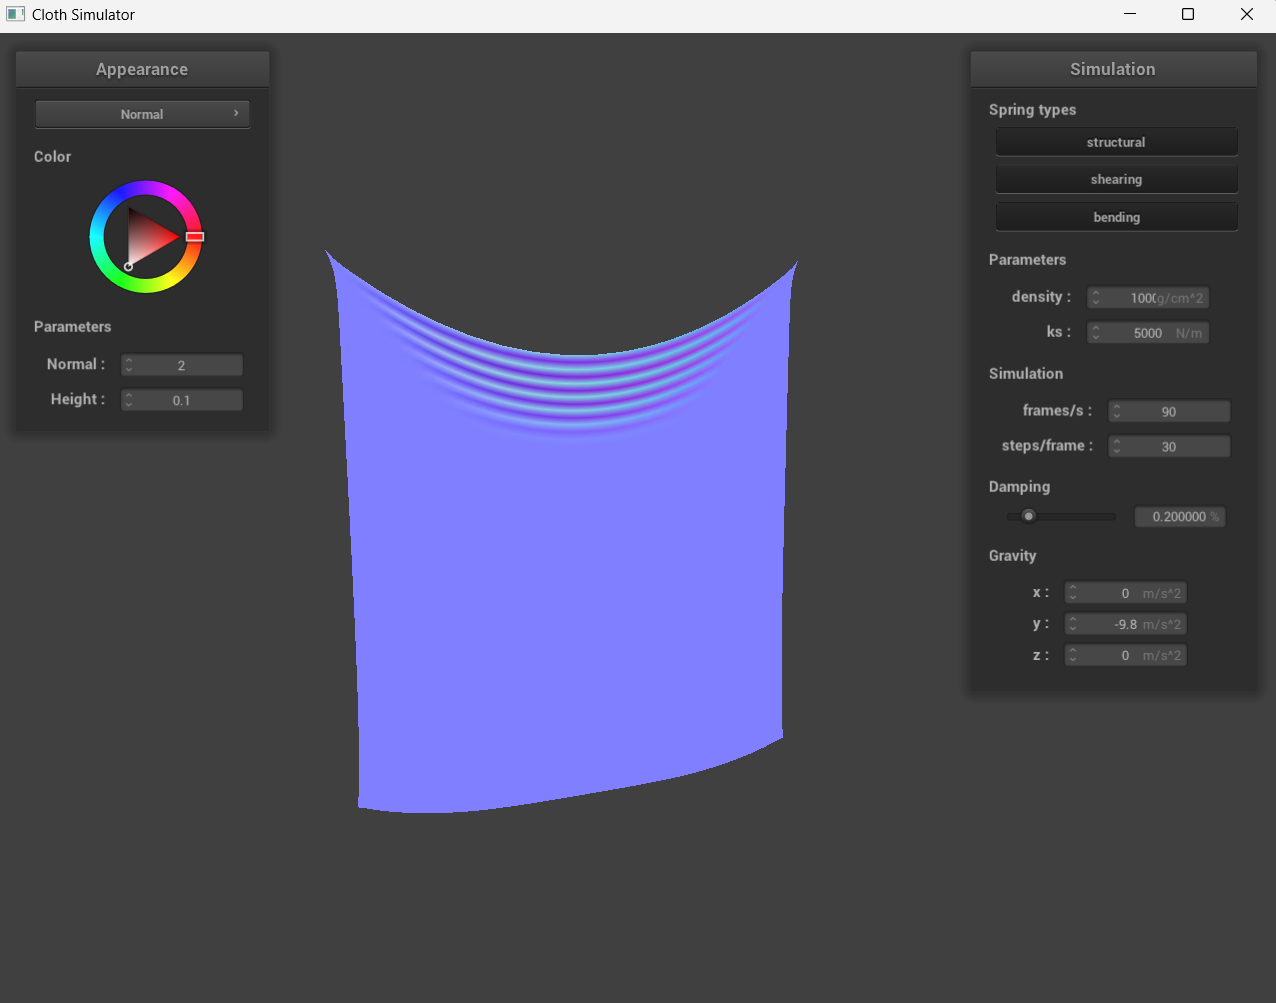 Cloth Simulator
Appearance
Normal
Color
Parameters
Normal :
2
Height :
0.1
Simulation
Spring types
structural
shearing
bending
Parameters
density :
1000 g/cm^2
ks :
5000 N/m
Simulation
frames/s :
90
steps/frame :
30
Damping
0.200000 %
Gravity
x :
0 m/s^2
y :
-9.8 m/s^2
z :
0 m/s^2